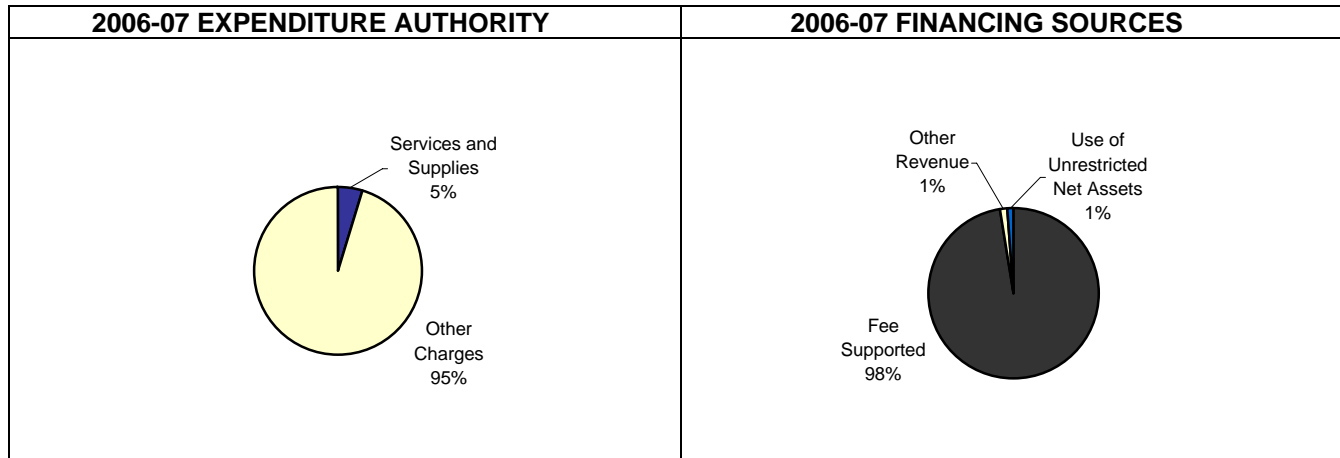 2006-07 EXPENDITURE AUTHORITY
Services and
Supplies
5%
Other
Charges
95%
2006-07 FINANCING SOURCES
Other
Revenue
1%
Use of
Unrestricted
Net Assets
1%
Fee
Supported
98%